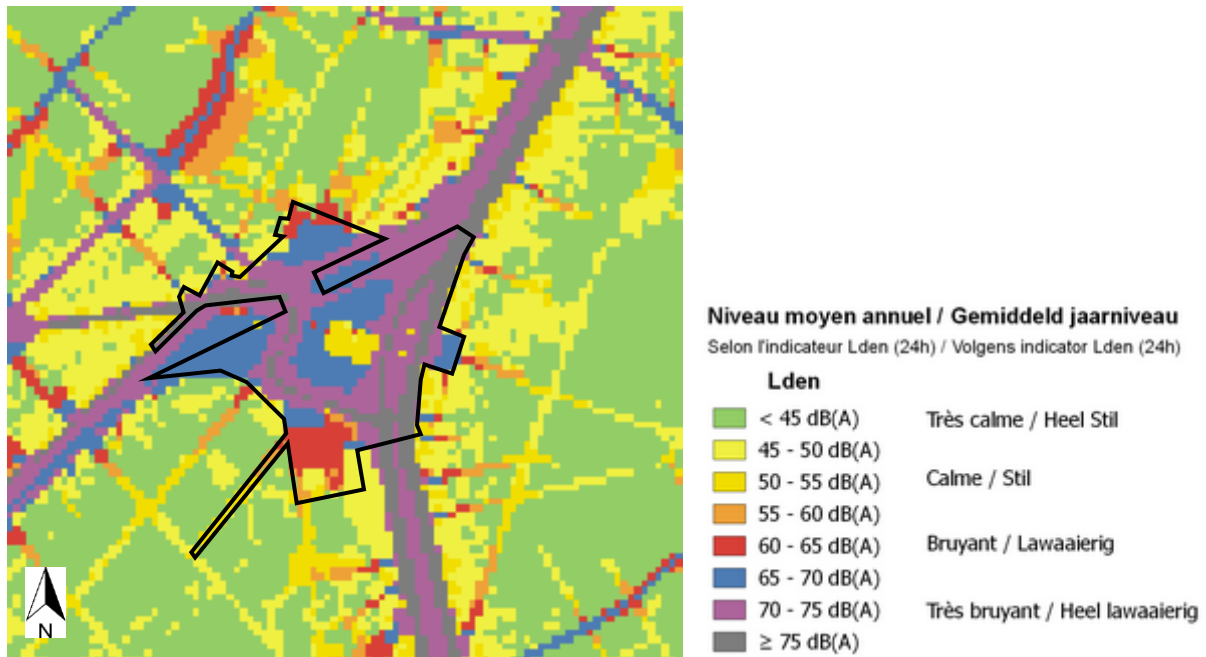 Niveau moyen annuel / Gemiddeld jaarniveau
Selon l'indicateur Lden (24h) / Volgens indicator Lden (24h)
Lden
< 45 dB(A) Très calme / Heel Stil
45 - 50 dB(A)
50 - 55 dB(A) Calme / Stil
55 - 60 dB(A)
60 - 65 dB(A) Bruyant / Lawaaierig
65 - 70 dB(A)
70 - 75 dB(A) Très bruyant / Heel lawaaierig
≥ 75 dB(A)
N